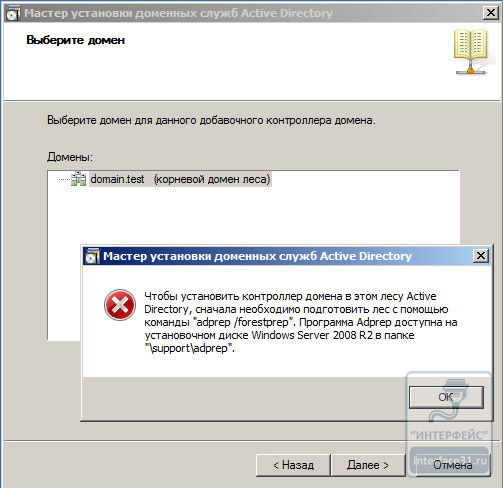 Мастер установки доменных служб Active Directory
Выберите домен
Выберите домен для данного добавочного контроллера домена.
Домены:
domain.test (корневой домен леса)
Мастер установки доменных служб Active Directory
Чтобы установить контроллер домена в этом лесу Active
Directory, сначала необходимо подготовить лес с помощью
команды "adprep /forestprep". Программа Adprep доступна на
установочном диске Windows Server 2008 R2 в папке
"\support\adprep".
OK
"ИНТЕРФЕЙС"
interface31.ru
< Назад
Далее >
Отмена